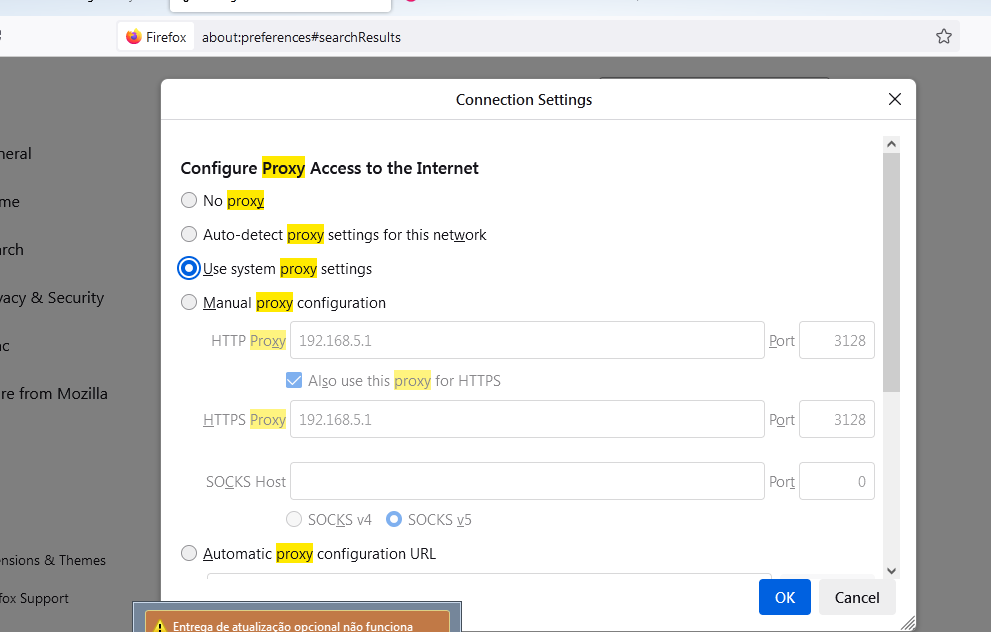 Firefox
about:preferences#searchResults
Connection Settings
neral
me
rch
vacy & Security
nc
re from Mozilla
ensions & Themes
fox Support
Configure Proxy Access to the Internet
No proxy
Auto-detect proxy settings for this network
Use system proxy settings
Manual proxy configuration
HTTP Proxy 192.168.5.1 Port 3128
Also use this proxy for HTTPS
HTTPS Proxy 192.168.5.1 Port 3128
SOCKS Host Port 0
SOCKS v4 SOCKS v5
Automatic proxy configuration URL
OK Cancel
Entrega de atualização opcional não funciona